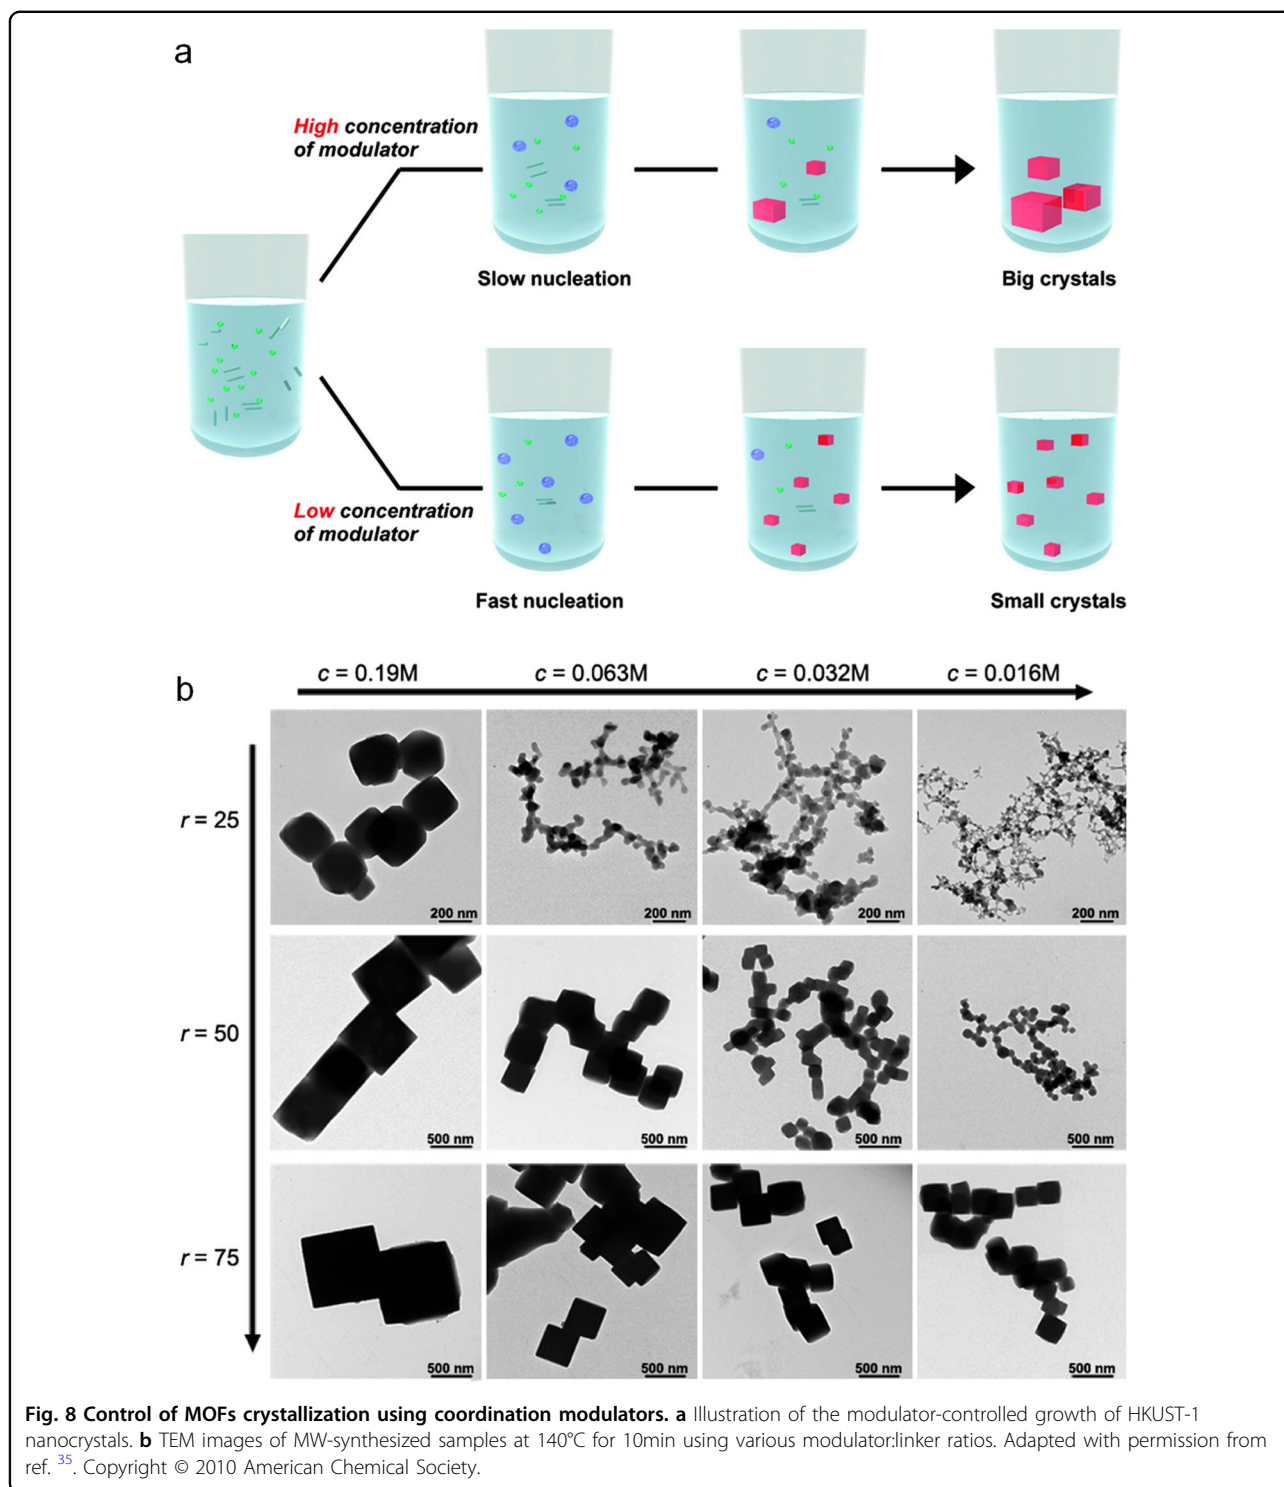 a
High concentration
of modulator
Slow nucleation
Big crystals
Low concentration
of modulator
Fast nucleation
Small crystals
b
c = 0.19M
c = 0.063M
c = 0.032M
c = 0.016M
r = 25
200 nm
200 nm
200 nm
200 nm
r = 50
500 nm
500 nm
500 nm
500 nm
r = 75
500 nm
500 nm
500 nm
500 nm
Fig. 8 Control of MOFs crystallization using coordination modulators. a Illustration of the modulator-controlled growth of HKUST-1
nanocrystals. b TEM images of MW-synthesized samples at 140°C for 10min using various modulator:linker ratios. Adapted with permission from
ref. 35. Copyright © 2010 American Chemical Society.